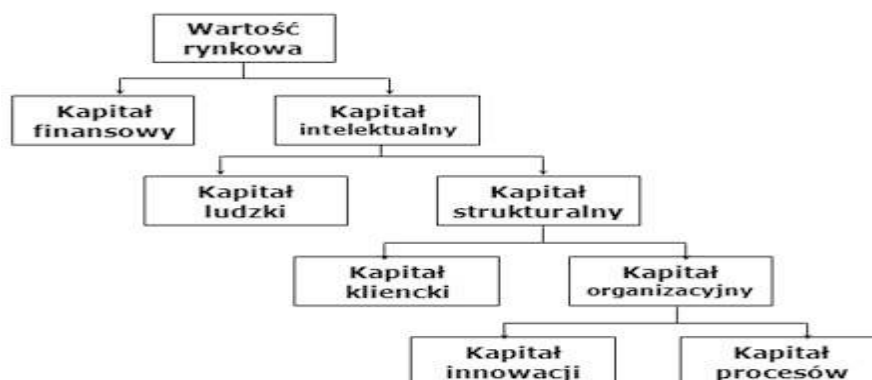 Wartość
rynkowa
Kapitał
finansowy
Kapitał
intelektualny
Kapitał
ludzki
Kapitał
strukturalny
Kapitał
kliencki
Kapitał
organizacyjny
Kapitał
innowacji
Kapitał
procesów